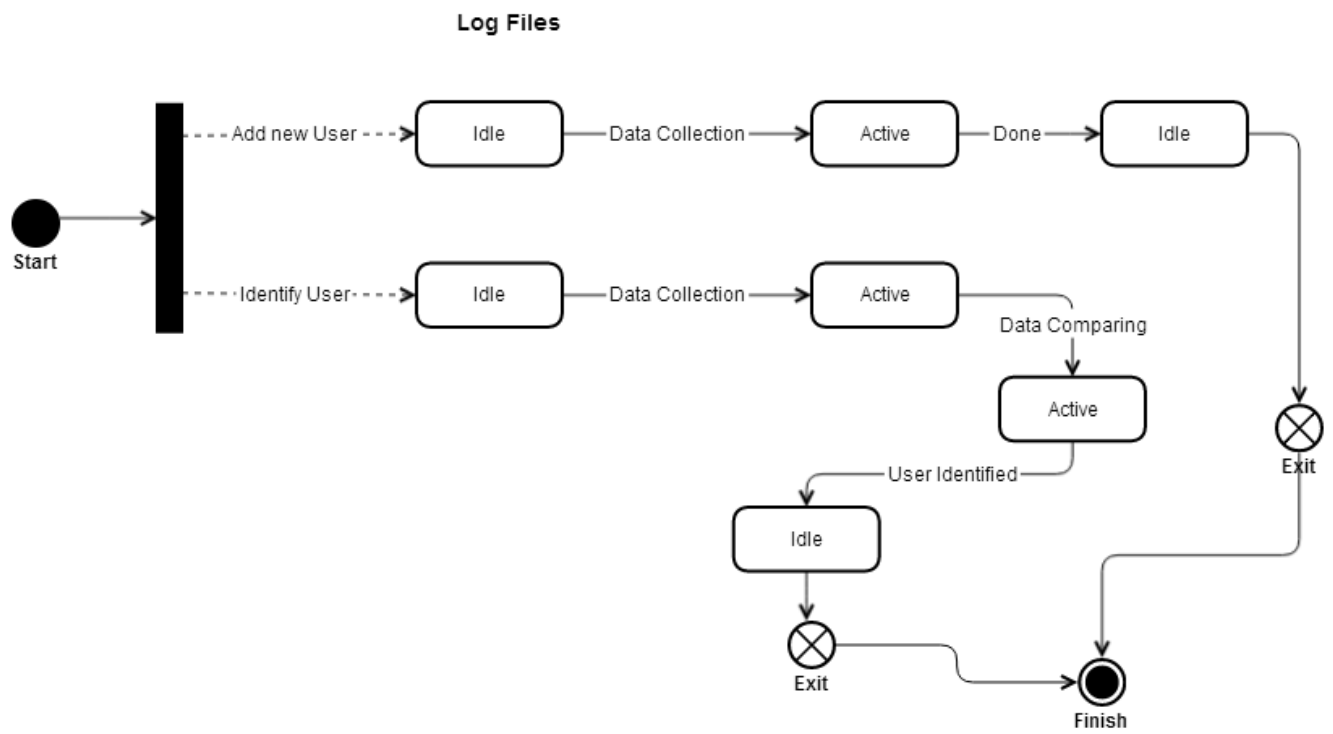 Log Files
Add new User
Idle
Data Collection
Active
Done
Idle
Start
Identify User
Idle
Data Collection
Active
Data Comparing
Active
Exit
User Identified
Idle
Exit
Finish